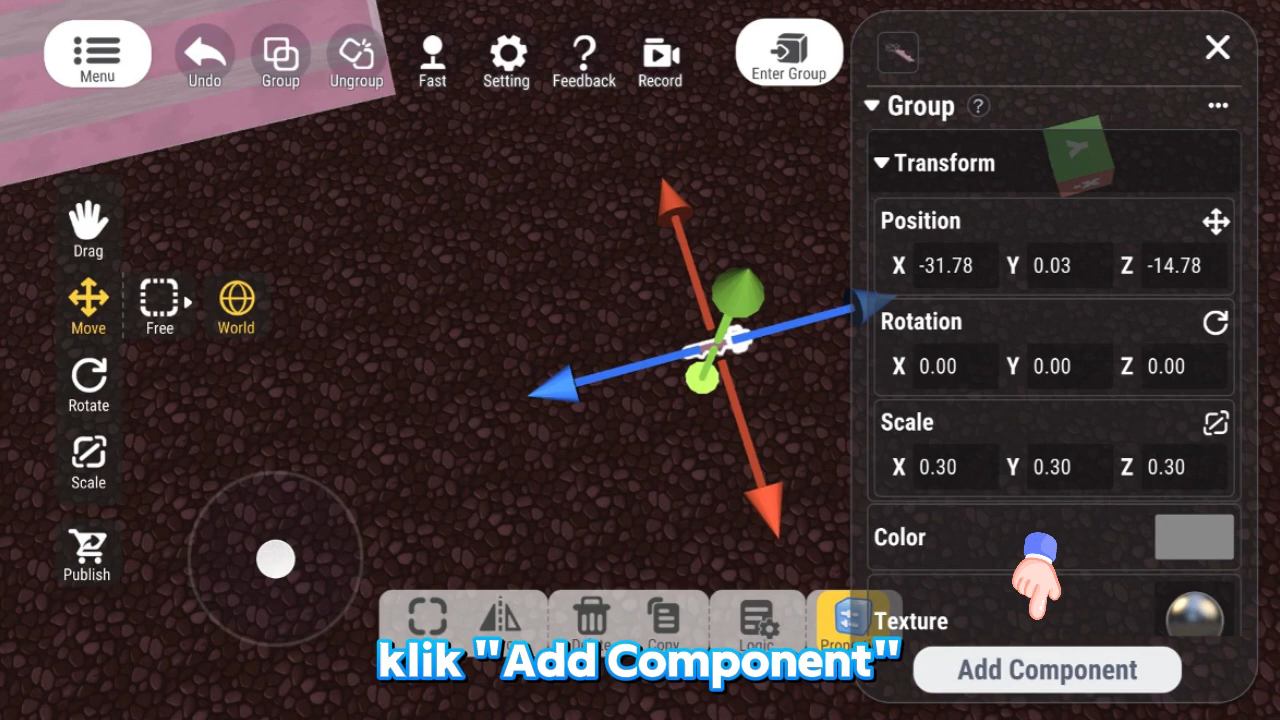 Menu
Undo
Group
Ungroup
Fast
Setting
Feedback
Record
Enter Group
Group ?
Transform
Y
-X
Position
X -31.78 Y 0.03 Z -14.78
Rotation
X 0.00 Y 0.00 Z 0.00
Scale
X 0.30 Y 0.30 Z 0.30
Color
Texture
Add Component
Drag
Move
Free
World
Rotate
Scale
Publish
Delete
Copy
Logic
klik "Add Component"